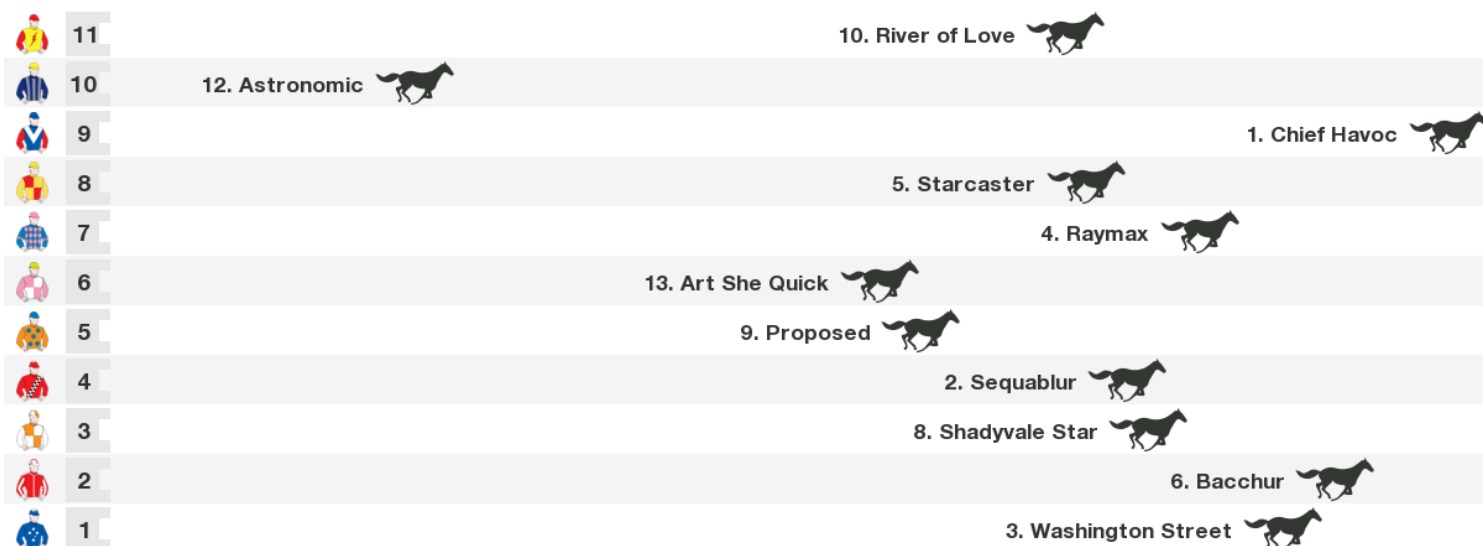 11 10. River of Love
10 12. Astronomic
9 1. Chief Havoc
8 5. Starcaster
7 4. Raymax
6 13. Art She Quick
5 9. Proposed
4 2. Sequablur
3 8. Shadyvale Star
2 6. Bacchur
1 3. Washington Street